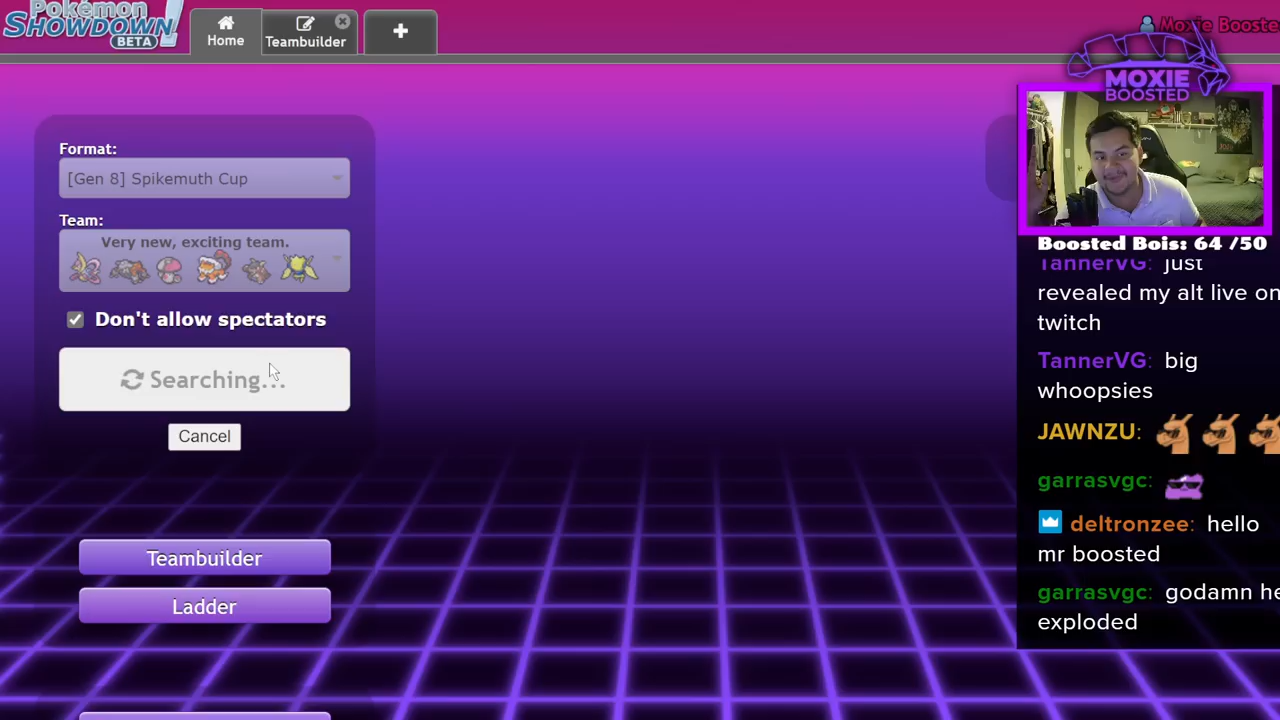 Pokémon
SHOWDOWN!
BETA
Home
Teambuilder
Moxie Booste
MOXIE
BOOSTED
Format:
[Gen 8] Spikemuth Cup
Team:
Very new, exciting team.
Don't allow spectators
Searching...
Cancel
Teambuilder
Ladder
Boosted Bois: 64 /50
TannerVG: just
revealed my alt live on
twitch
TannerVG: big
whoopsies
JAWNZU:
garrasvgc:
deltronzee: hello
mr boosted
garrasvgc: godamn he
exploded